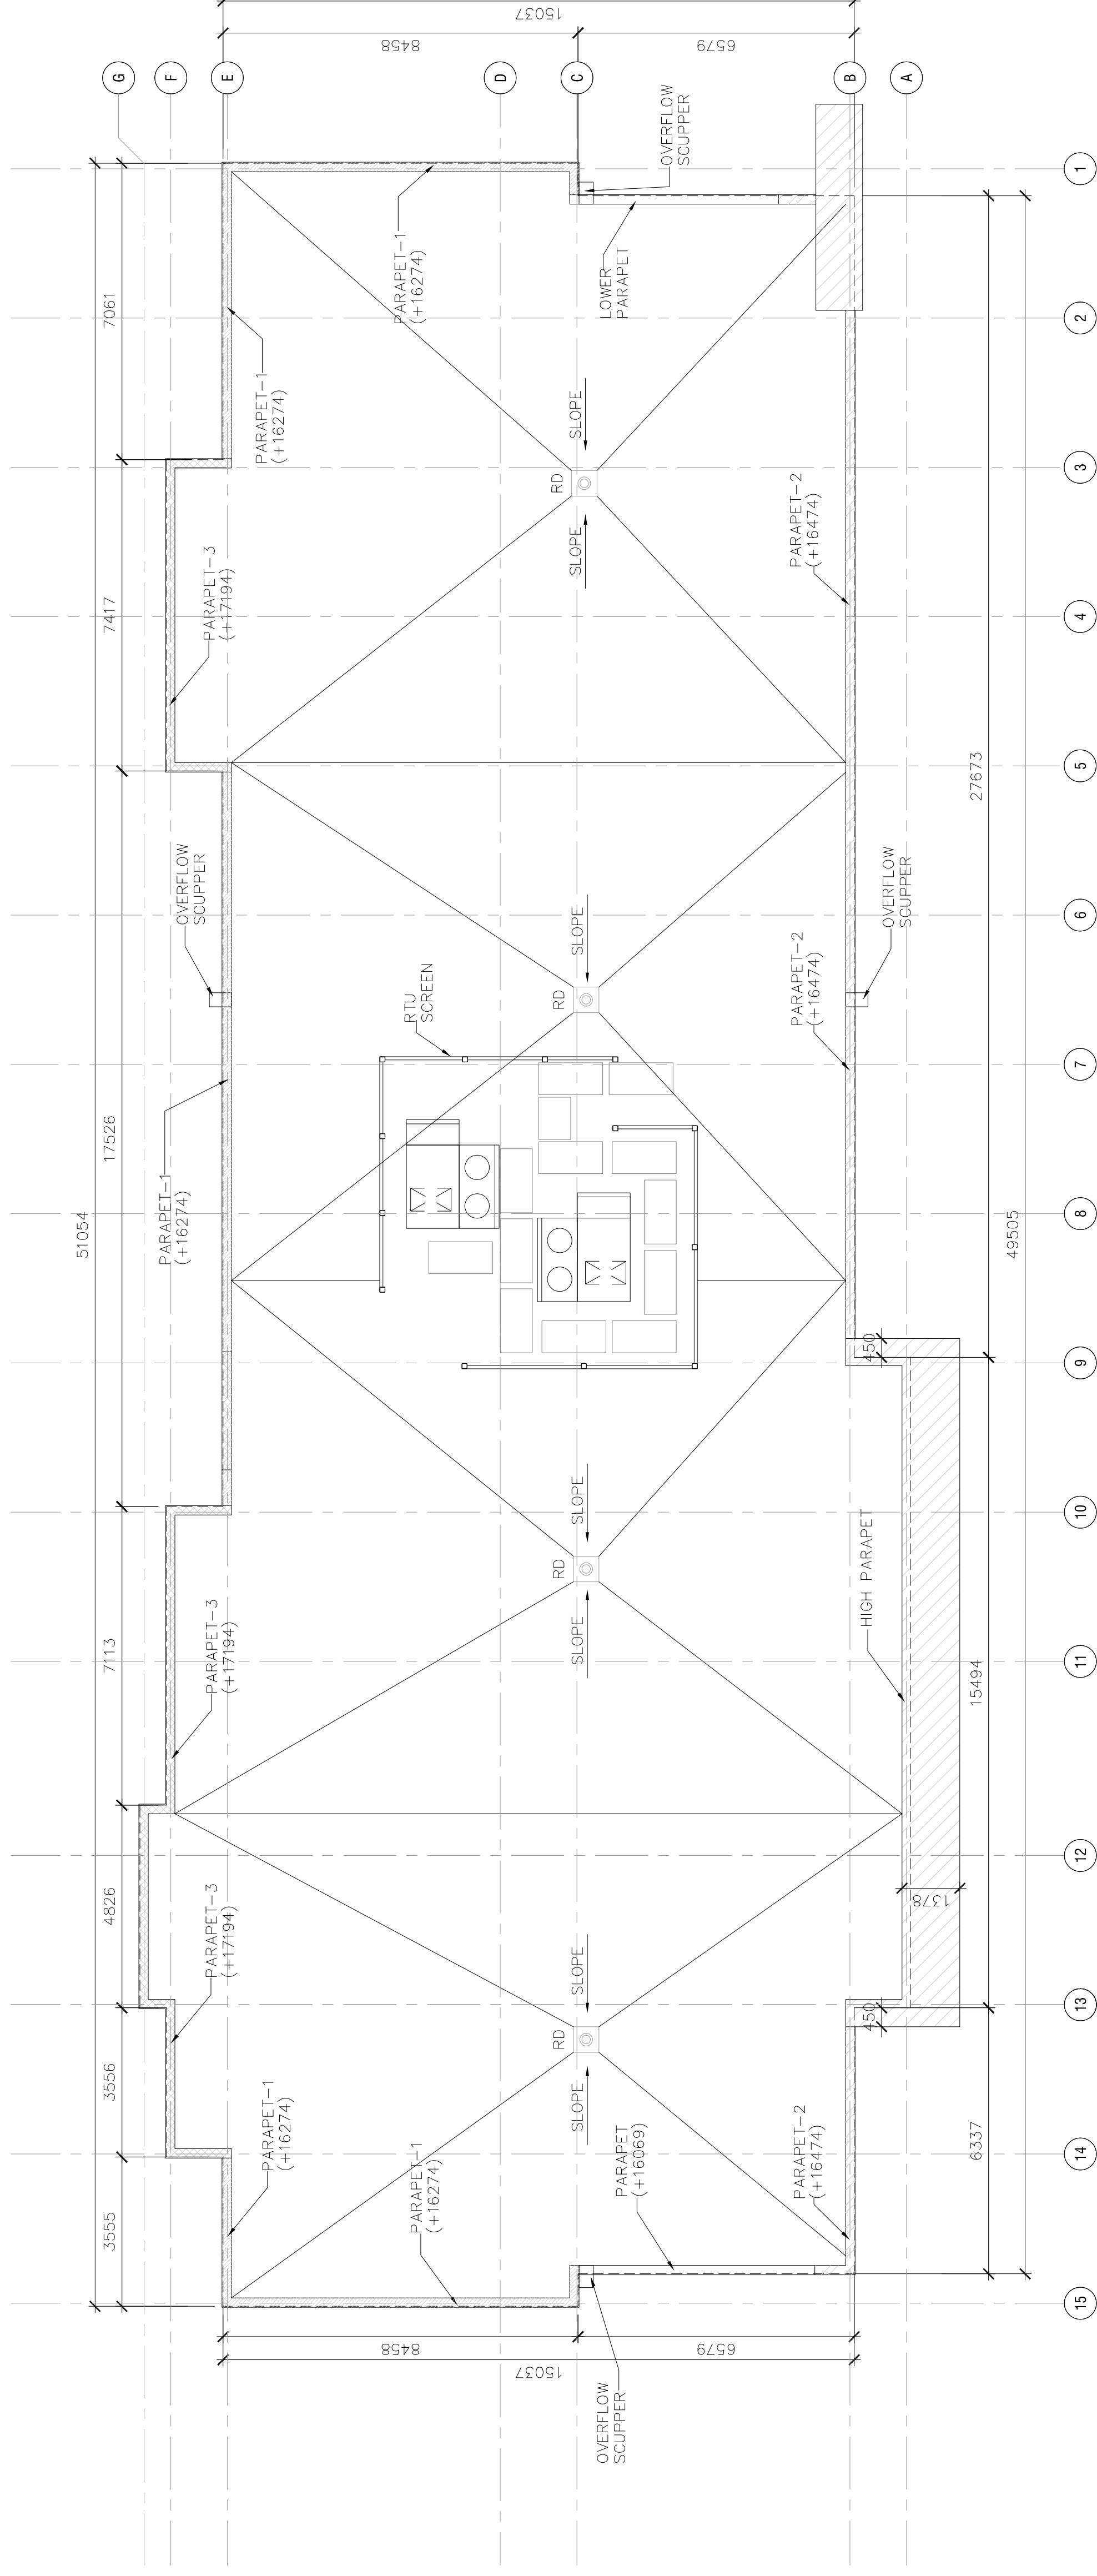 G
F
E
D
C
B
A
15037
8458
6579
OVERFLOW
SCUPPER
1
2
3
4
5
6
7
8
9
10
11
12
13
14
15
7061
7417
17526
51054
7113
4826
3556
3555
PARAPET-1
(+16274)
PARAPET-1
(+16274)
LOWER
PARAPET
SLOPE
RD
SLOPE
PARAPET-3
(+17194)
PARAPET-2
(+16474)
27673
OVERFLOW
SCUPPER
SLOPE
RD
RTU
SCREEN
OVERFLOW
SCUPPER
PARAPET-2
(+16474)
PARAPET-1
(+16274)
49505
450
SLOPE
RD
SLOPE
HIGH PARAPET
PARAPET-3
(+17194)
15494
1378
PARAPET-3
(+17194)
SLOPE
RD
SLOPE
450
PARAPET-1
(+16274)
PARAPET-1
(+16274)
PARAPET
(+16069)
PARAPET-2
(+16474)
6337
8458
6579
15037
OVERFLOW
SCUPPER